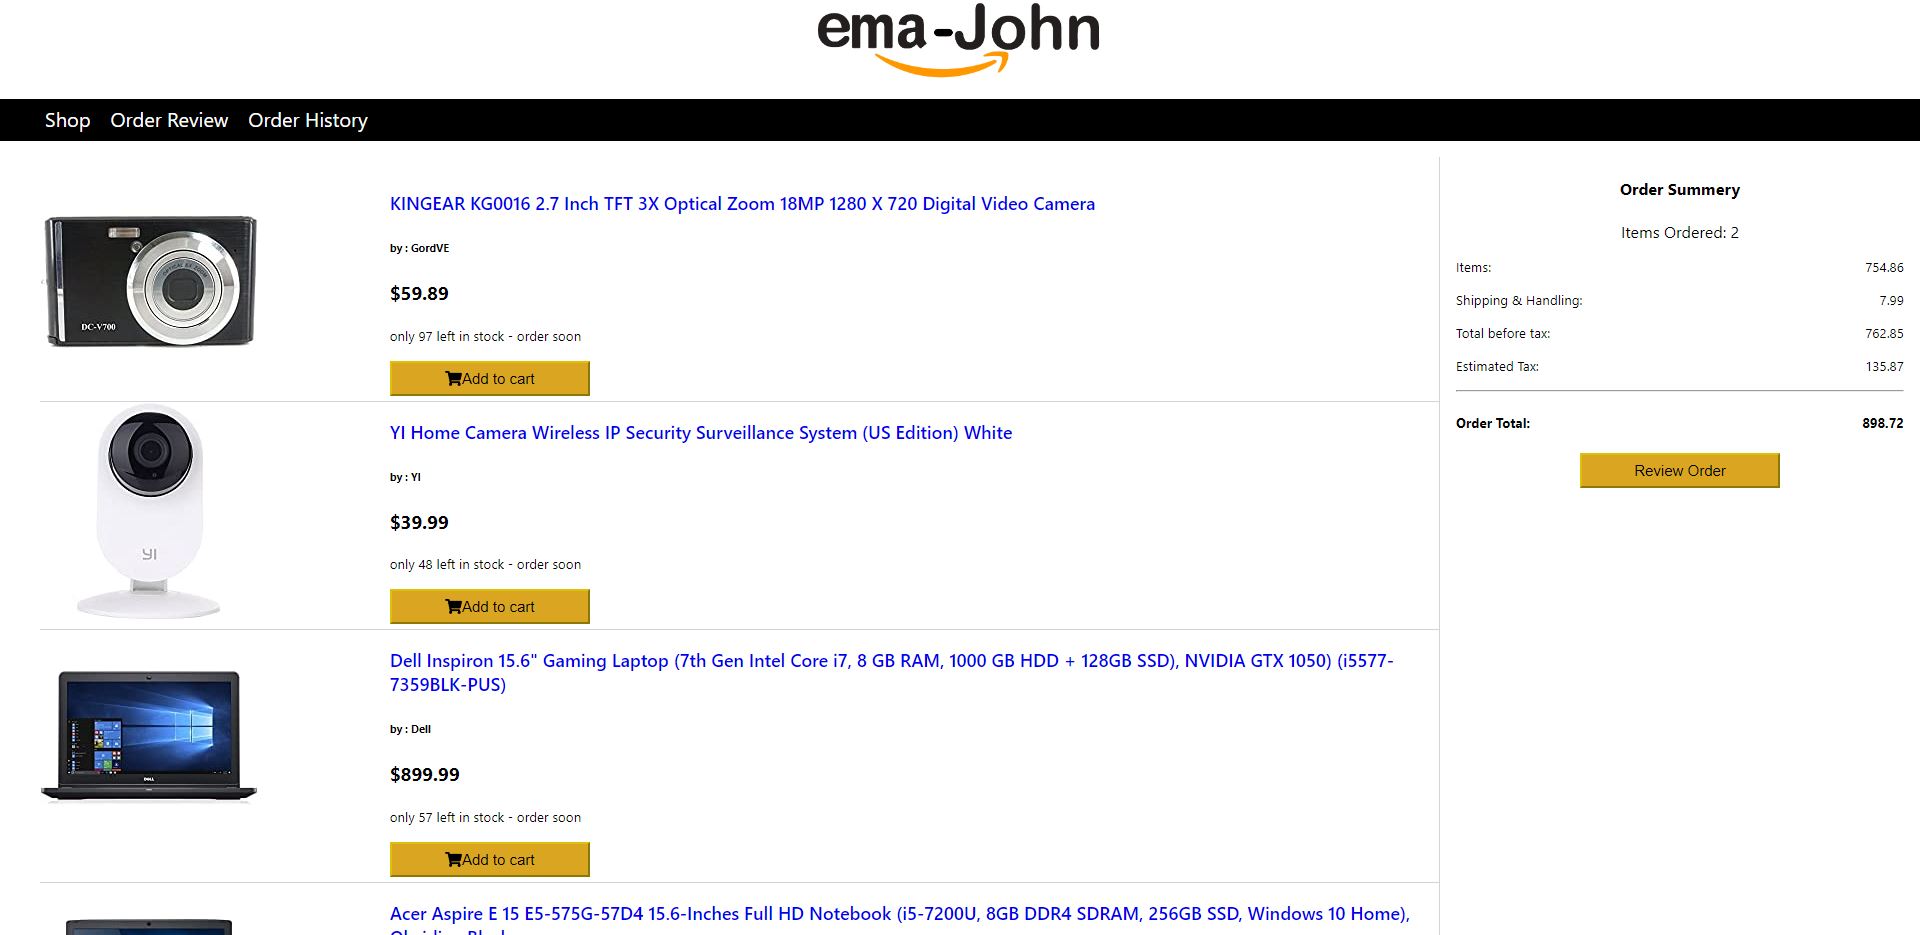 ema-John
Shop Order Review Order History
KINGEAR KG0016 2.7 Inch TFT 3X Optical Zoom 18MP 1280 X 720 Digital Video Camera
by : GordVE
$59.89
only 97 left in stock - order soon
Add to cart
DC-V700
YI Home Camera Wireless IP Security Surveillance System (US Edition) White
by : YI
$39.99
only 48 left in stock - order soon
Add to cart
YI
Dell Inspiron 15.6" Gaming Laptop (7th Gen Intel Core i7, 8 GB RAM, 1000 GB HDD + 128GB SSD), NVIDIA GTX 1050) (i5577-
7359BLK-PUS)
by : Dell
$899.99
only 57 left in stock - order soon
Add to cart
DELL
Acer Aspire E 15 E5-575G-57D4 15.6-Inches Full HD Notebook (i5-7200U, 8GB DDR4 SDRAM, 256GB SSD, Windows 10 Home),
Order Summery
Items Ordered: 2
Items: 754.86
Shipping & Handling: 7.99
Total before tax: 762.85
Estimated Tax: 135.87
Order Total: 898.72
Review Order